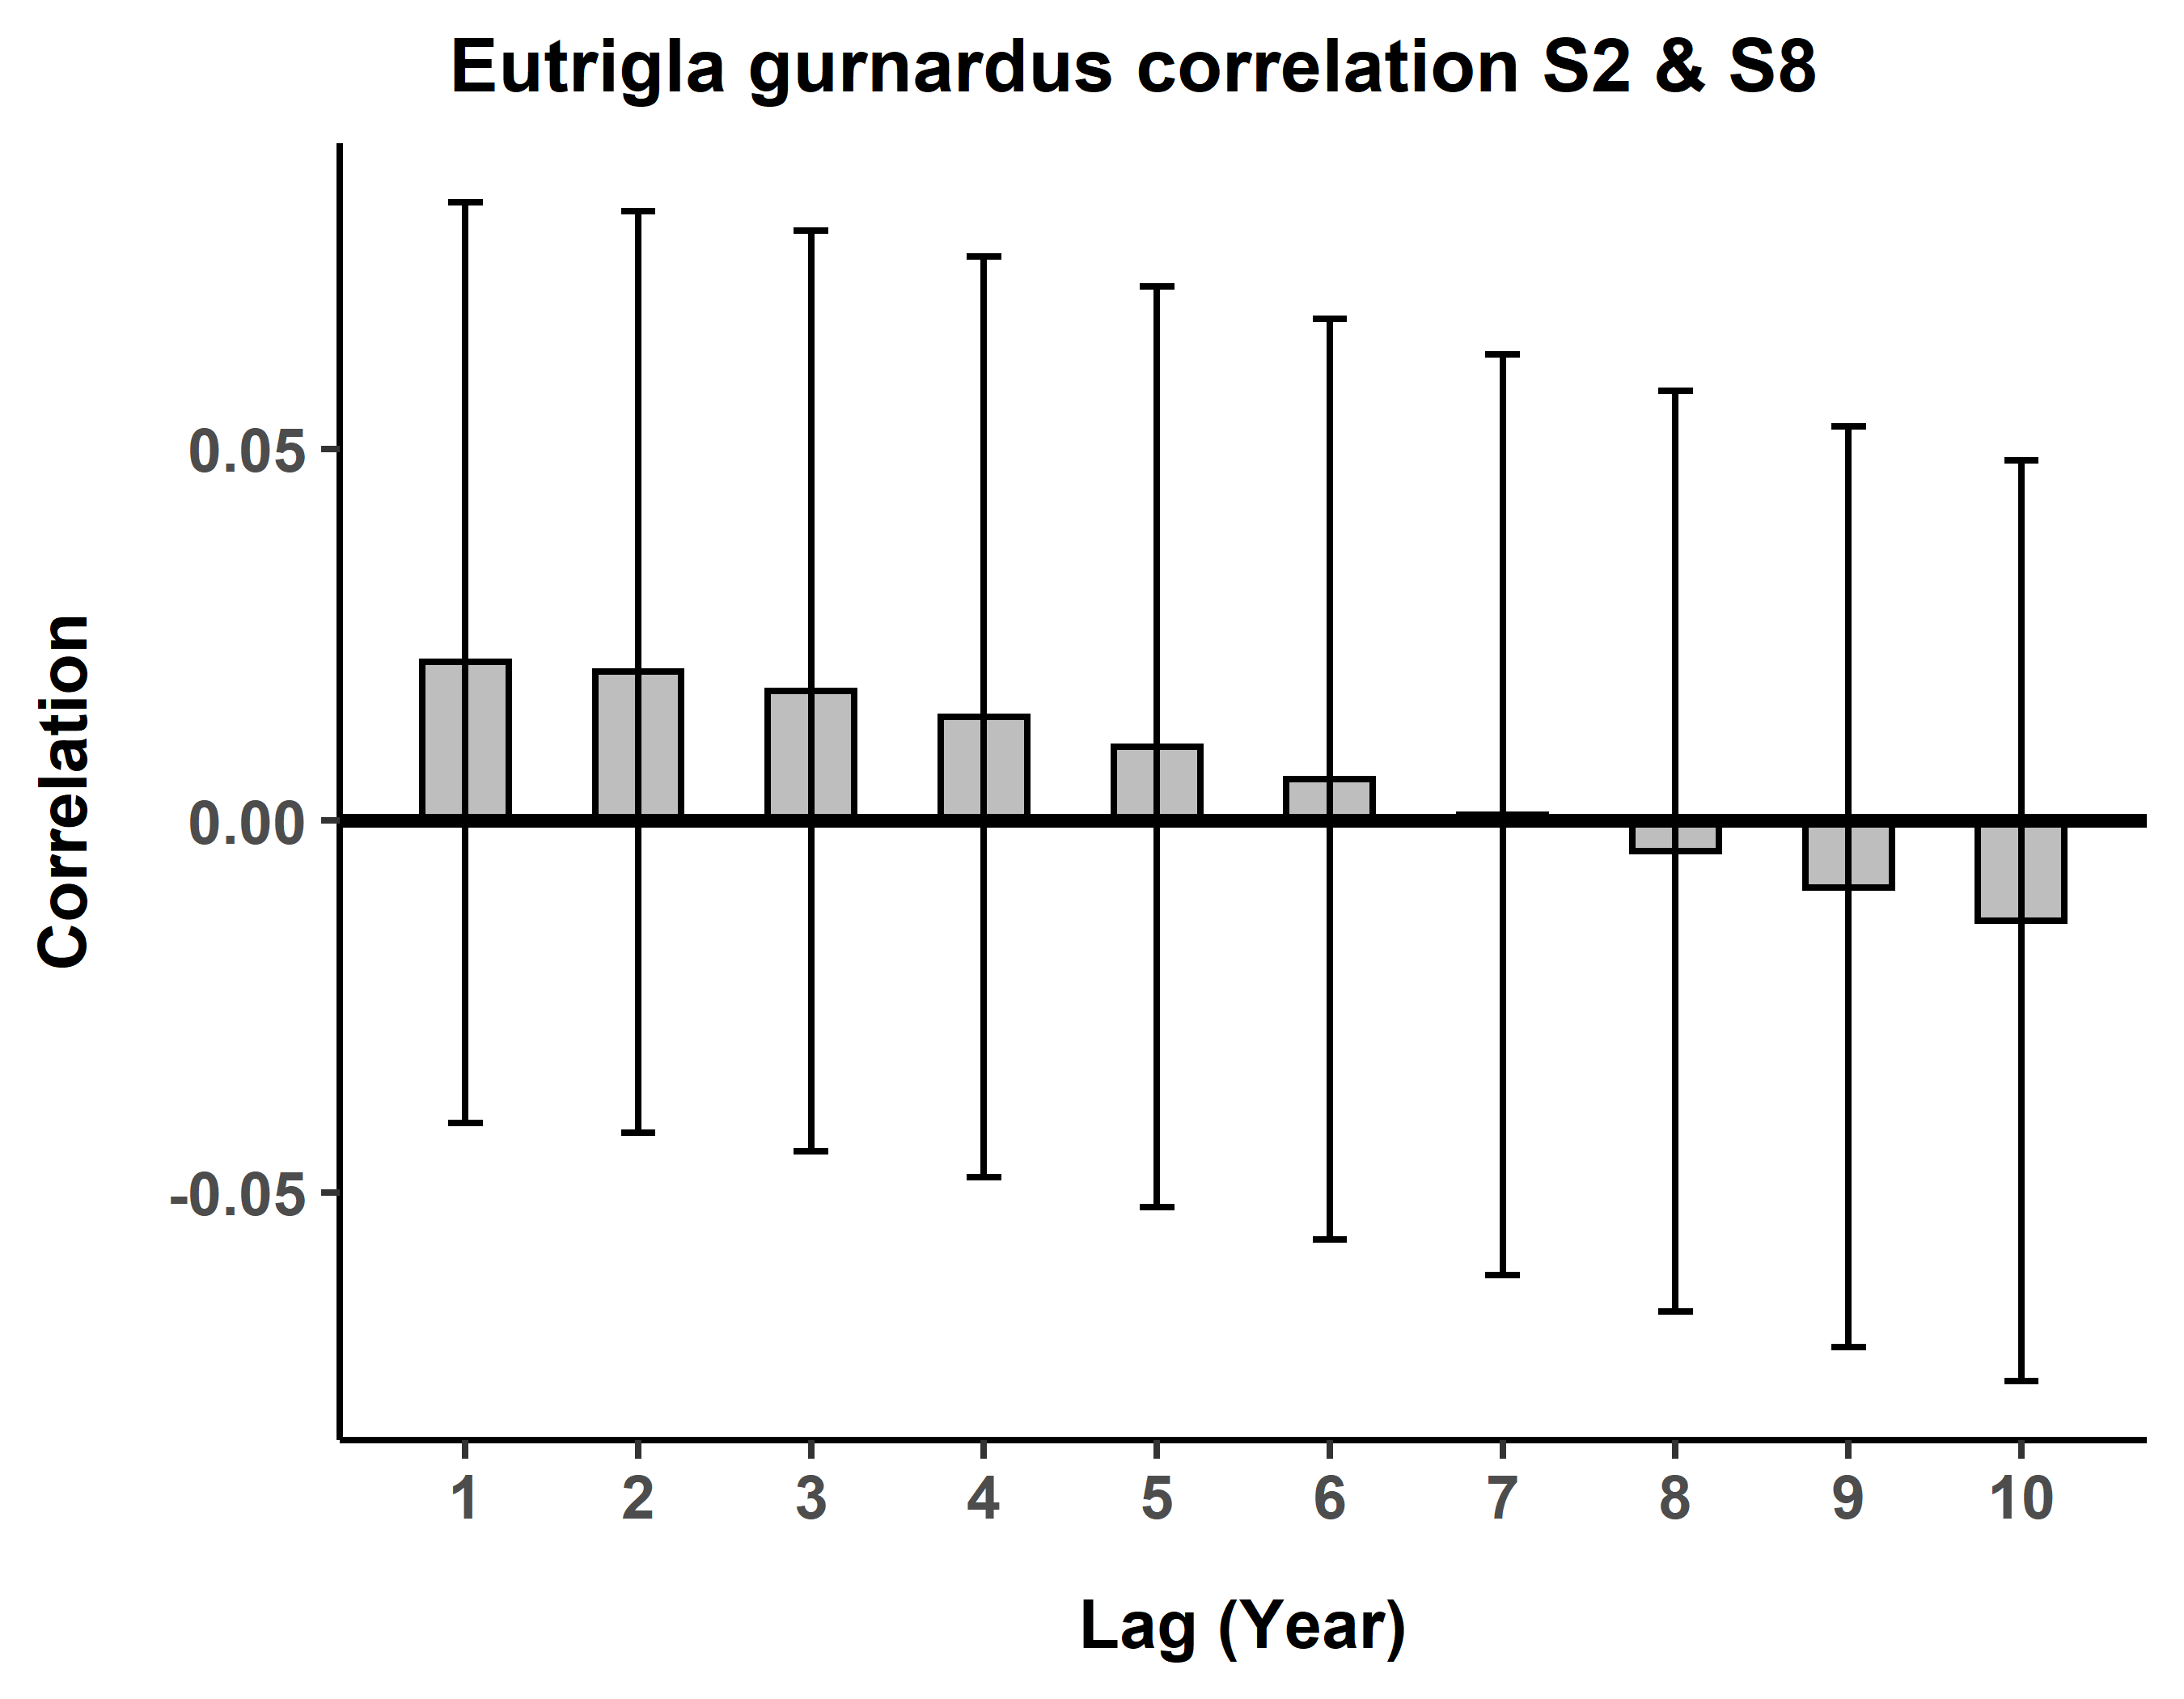 Eutrigla gurnardus correlation S2 & S8
Correlation
0.05
0.00
-0.05
1 2 3 4 5 6 7 8 9 10
Lag (Year)